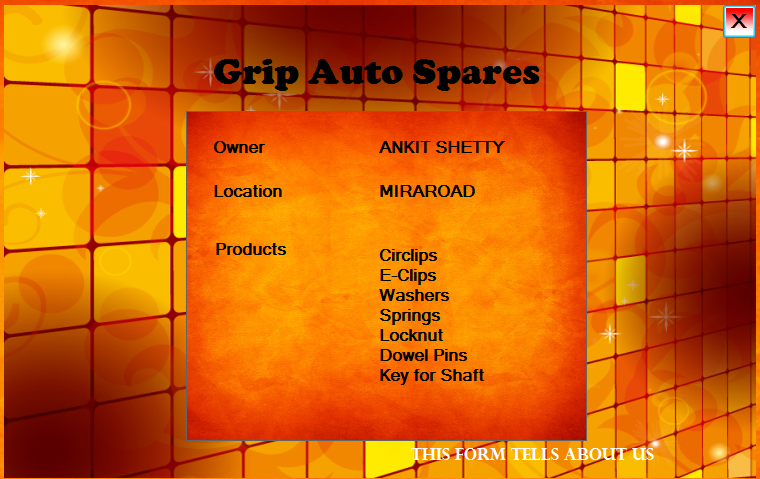 X
Grip Auto Spares
Owner ANKIT SHETTY
Location MIRAROAD
Products
Circlips
E-Clips
Washers
Springs
Locknut
Dowel Pins
Key for Shaft
THIS FORM TELLS ABOUT US